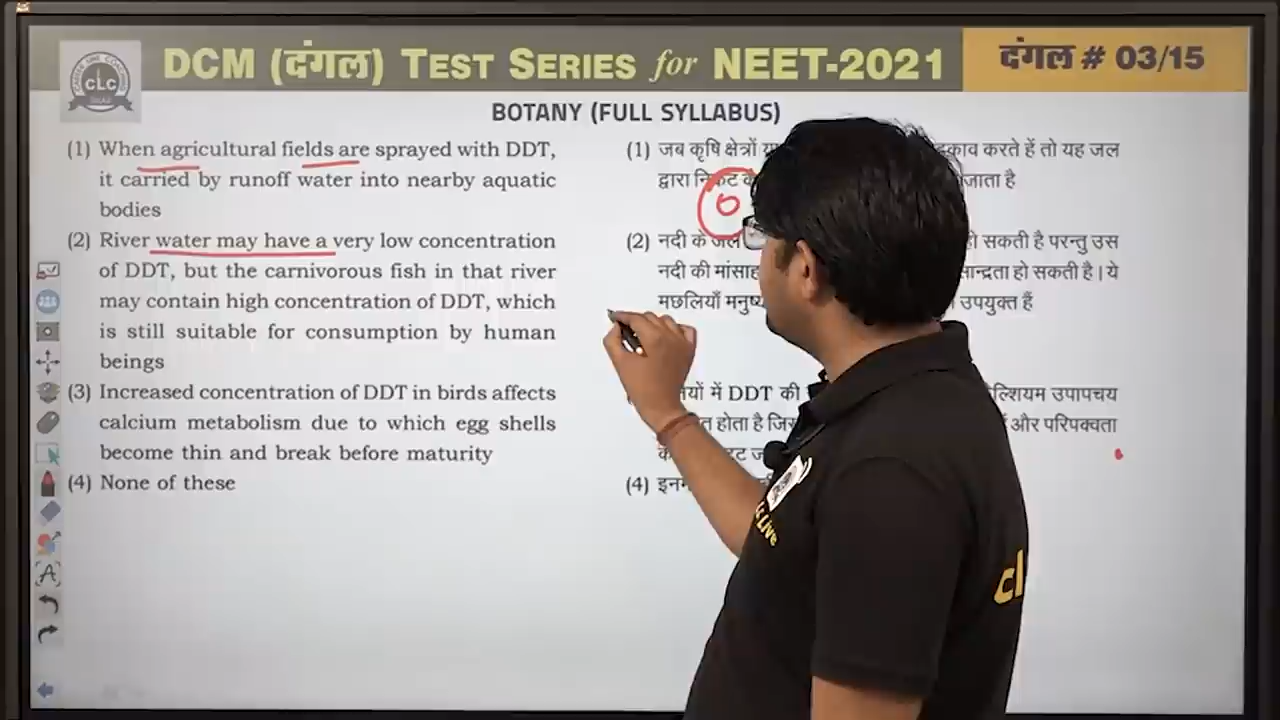 DCM (दंगल) TEST SERIES for NEET-2021
दंगल # 03/15
CLC
BOTANY (FULL SYLLABUS)
(1) When agricultural fields are sprayed with DDT,
it carried by runoff water into nearby aquatic
bodies
(2) River water may have a very low concentration
of DDT, but the carnivorous fish in that river
may contain high concentration of DDT, which
is still suitable for consumption by human
beings
(3) Increased concentration of DDT in birds affects
calcium metabolism due to which egg shells
become thin and break before maturity
(4) None of these
(1) जब कृषि क्षेत्रों करते हें तो यह जल
द्वारा निकट जाता है
(2) नदी के जल हो सकती है परन्तु उस
नदी की सान्द्रता हो सकती है। ये
मछलियाँ उपयुक्त हैं
में DDT की उपापचय
होता है और परिपक्वता
(4)
Live